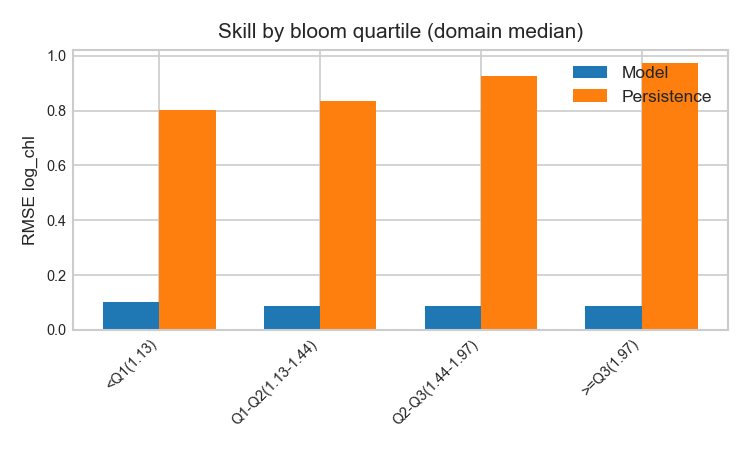 Skill by bloom quartile (domain median)
Model
Persistence
RMSE log_chl
1.0
0.8
0.6
0.4
0.2
0.0
<Q1(1.13)
Q1-Q2(1.13-1.44)
Q2-Q3(1.44-1.97)
>=Q3(1.97)